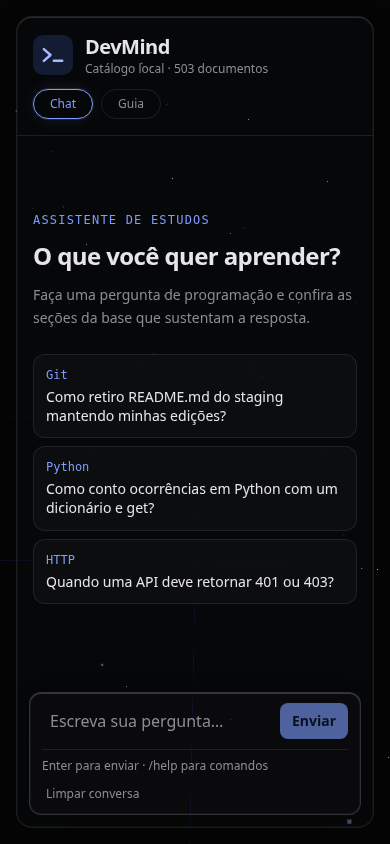 DevMind
Catálogo local · 503 documentos
Chat
Guia
ASSISTENTE DE ESTUDOS
O que você quer aprender?
Faça uma pergunta de programação e confira as
seções da base que sustentam a resposta.
Git
Como retiro README.md do staging
mantendo minhas edições?
Python
Como conto ocorrências em Python com um
dicionário e get?
HTTP
Quando uma API deve retornar 401 ou 403?
Escreva sua pergunta...
Enviar
Enter para enviar · /help para comandos
Limpar conversa